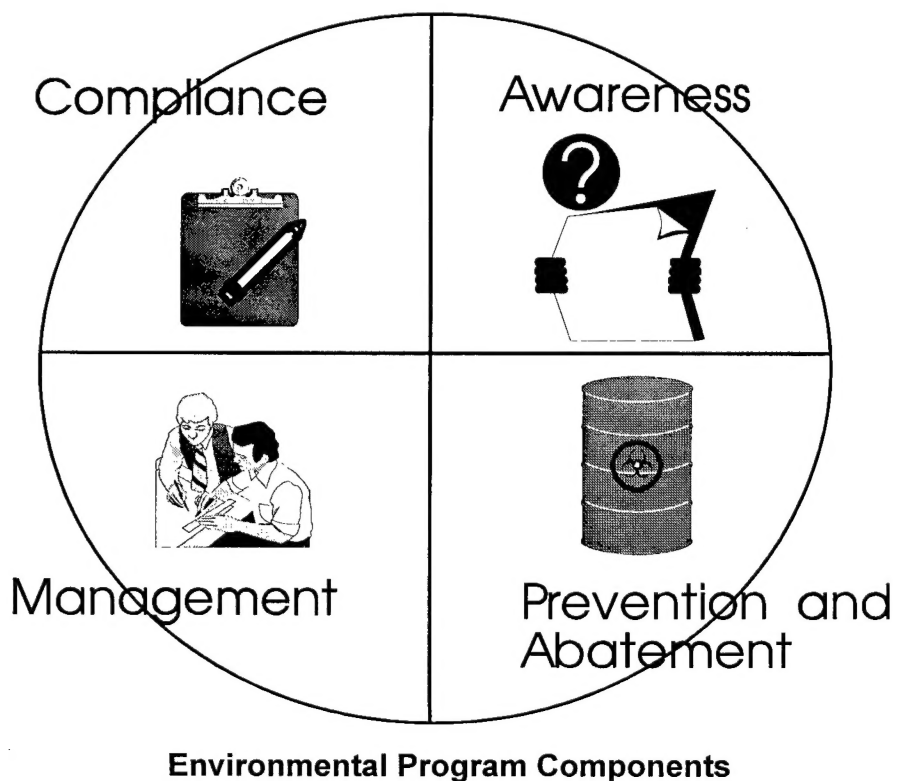 Compliance
Awareness
?
Management
Prevention and
Abatement
Environmental Program Components